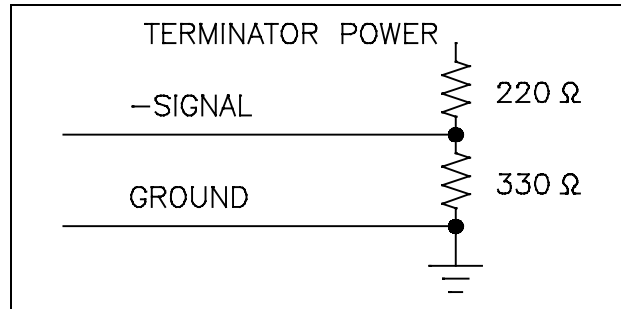 TERMINATOR POWER
220 Ω
−SIGNAL
330 Ω
GROUND